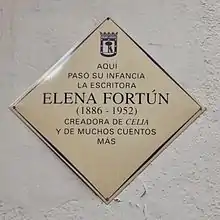 AQUÍ
PASÓ SU INFANCIA
LA ESCRITORA
ELENA FORTÚN
(1886 - 1952)
CREADORA DE CELIA
Y DE MUCHOS CUENTOS
MÁS